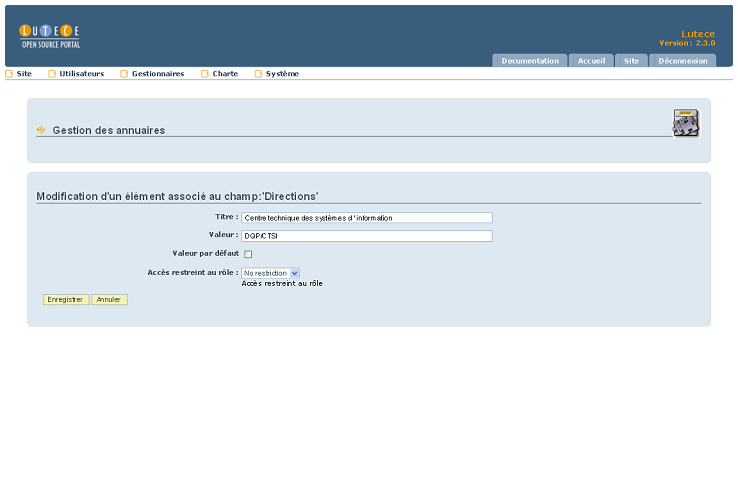 LUTECE
OPEN SOURCE PORTAL
Lutece
Version : 2.3.0
Documentation Accueil Site Déconnexion
Site Utilisateurs Gestionnaires Charte Système
Gestion des annuaires
Modification d'un élément associé au champ:'Directions'
Titre : Centre technique des systèmes d'information
Valeur : DGP/CTSI
Valeur par défaut
Accès restreint au rôle : No restriction
Accès restreint au rôle
Enregistrer Annuler